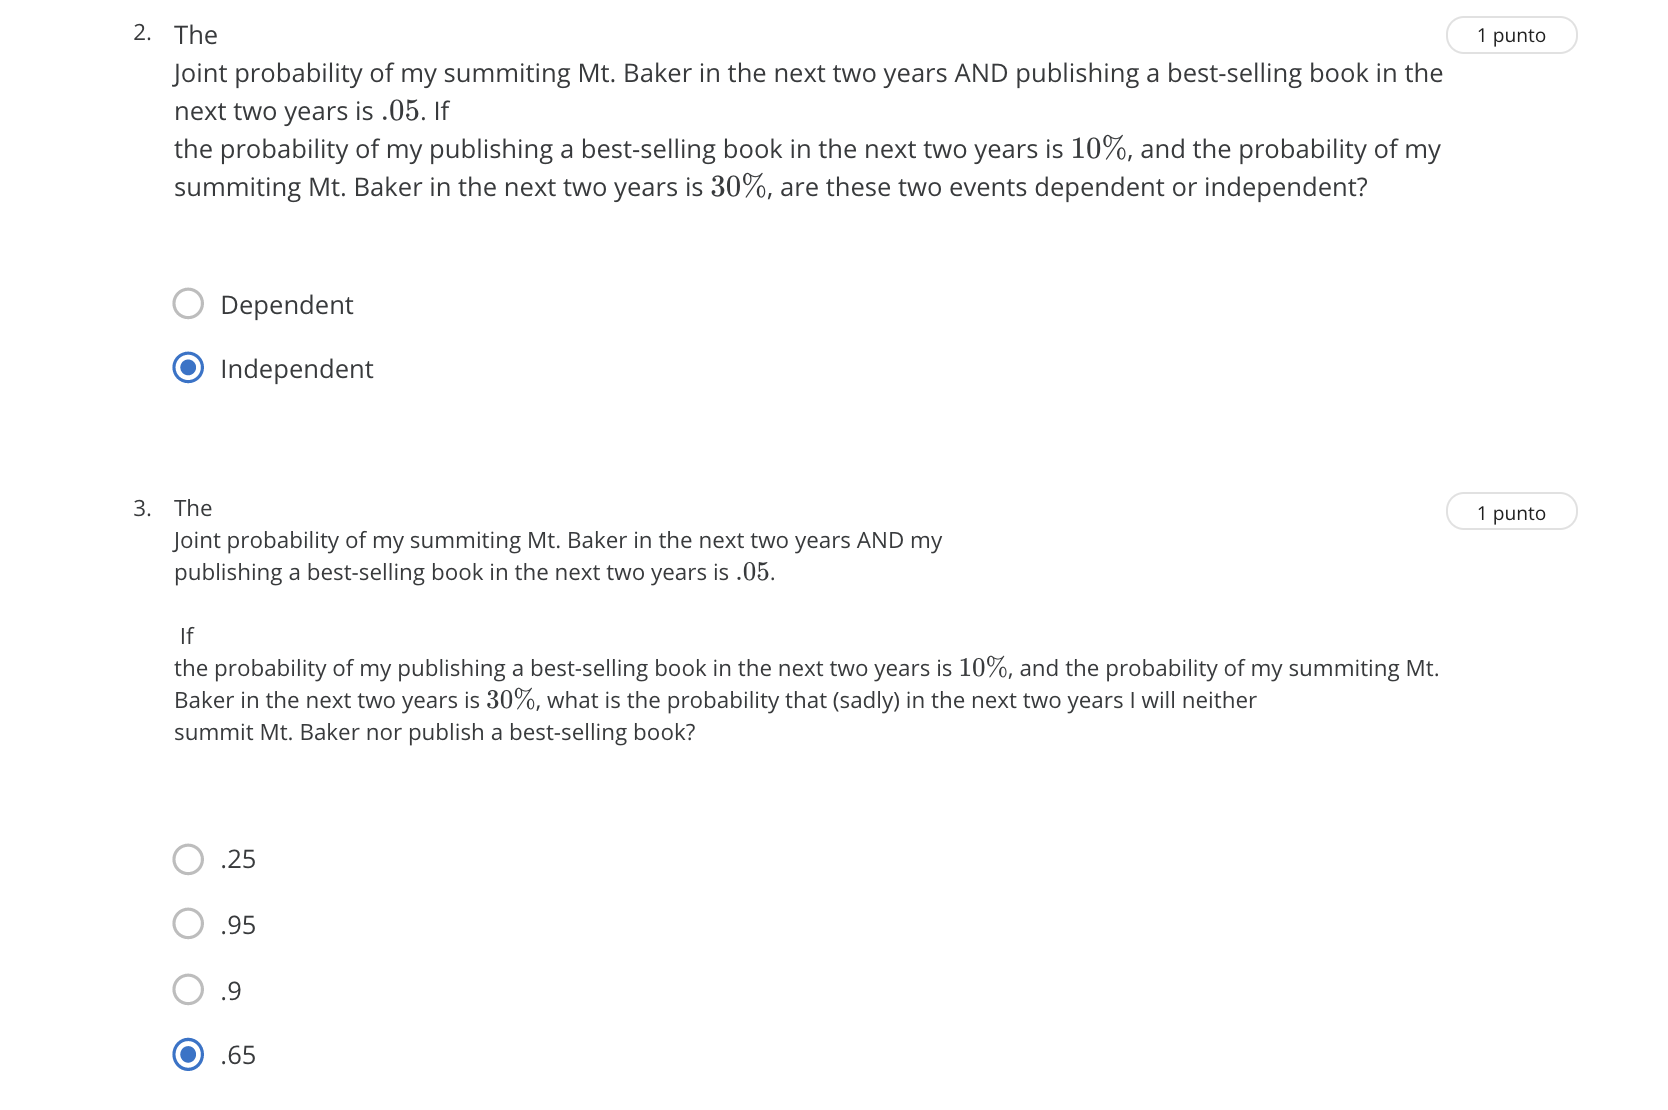 2. The
1 punto
Joint probability of my summiting Mt. Baker in the next two years AND publishing a best-selling book in the
next two years is .05. If
the probability of my publishing a best-selling book in the next two years is 10%, and the probability of my
summiting Mt. Baker in the next two years is 30%, are these two events dependent or independent?
Dependent
Independent
3. The
1 punto
Joint probability of my summiting Mt. Baker in the next two years AND my
publishing a best-selling book in the next two years is .05.
If
the probability of my publishing a best-selling book in the next two years is 10%, and the probability of my summiting Mt.
Baker in the next two years is 30%, what is the probability that (sadly) in the next two years I will neither
summit Mt. Baker nor publish a best-selling book?
.25
.95
.9
.65